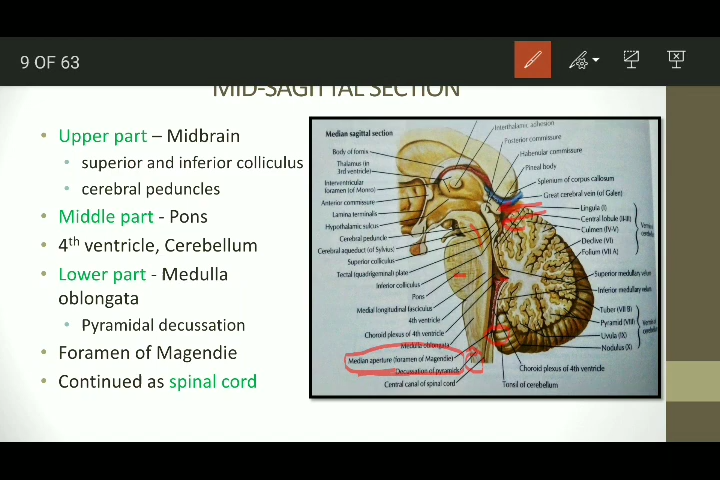 9 OF 63
MID-SAGITTAL SECTION
• Upper part – Midbrain
• superior and inferior colliculus
• cerebral peduncles
• Middle part - Pons
• 4th ventricle, Cerebellum
• Lower part - Medulla
oblongata
• Pyramidal decussation
• Foramen of Magendie
• Continued as spinal cord
Median sagittal section
Body of fornix
Thalamus (in
3rd ventricle)
Interventricular
foramen (of Monro)
Anterior commissure
Lamina terminalis
Hypothalamic sulcus
Cerebral peduncle
Cerebral aqueduct (of Sylvius)
Superior colliculus
Tectal (quadrigeminal) plate
Inferior colliculus
Pons
Medial longitudinal fasciculus
4th ventricle
Choroid plexus of 4th ventricle
Medulla oblongata
Median aperture (foramen of Magendie)
Decussation of pyramids
Central canal of spinal cord
Interthalamic adhesion
Posterior commissure
Habenular commissure
Pineal body
Splenium of corpus callosum
Great cerebral vein (of Galen)
Lingula (I)
Central lobule (II-III)
Culmen (IV-V)
Declive (VI)
Folium (VII A)
Superior medullary velum
Inferior medullary velum
Tuber (VII B)
Pyramid (VIII)
Uvula (IX)
Nodulus (X)
Choroid plexus of 4th ventricle
Tonsil of cerebellum